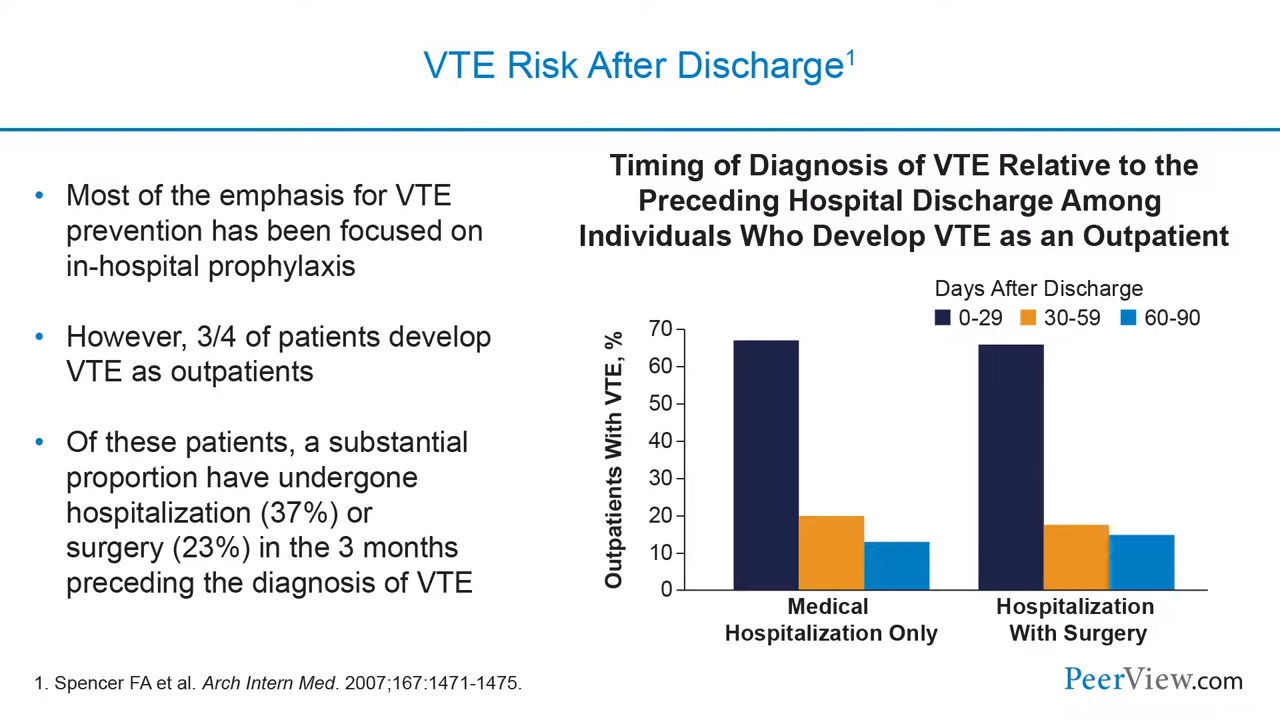 VTE Risk After Discharge1
• Most of the emphasis for VTE
prevention has been focused on
in-hospital prophylaxis
• However, 3/4 of patients develop
VTE as outpatients
• Of these patients, a substantial
proportion have undergone
hospitalization (37%) or
surgery (23%) in the 3 months
preceding the diagnosis of VTE
Timing of Diagnosis of VTE Relative to the
Preceding Hospital Discharge Among
Individuals Who Develop VTE as an Outpatient
Days After Discharge
0-29 30-59 60-90
Outpatients With VTE, %
70
60
50
40
30
20
10
0
Medical
Hospitalization Only
Hospitalization
With Surgery
1. Spencer FA et al. Arch Intern Med. 2007;167:1471-1475.
PeerView.com